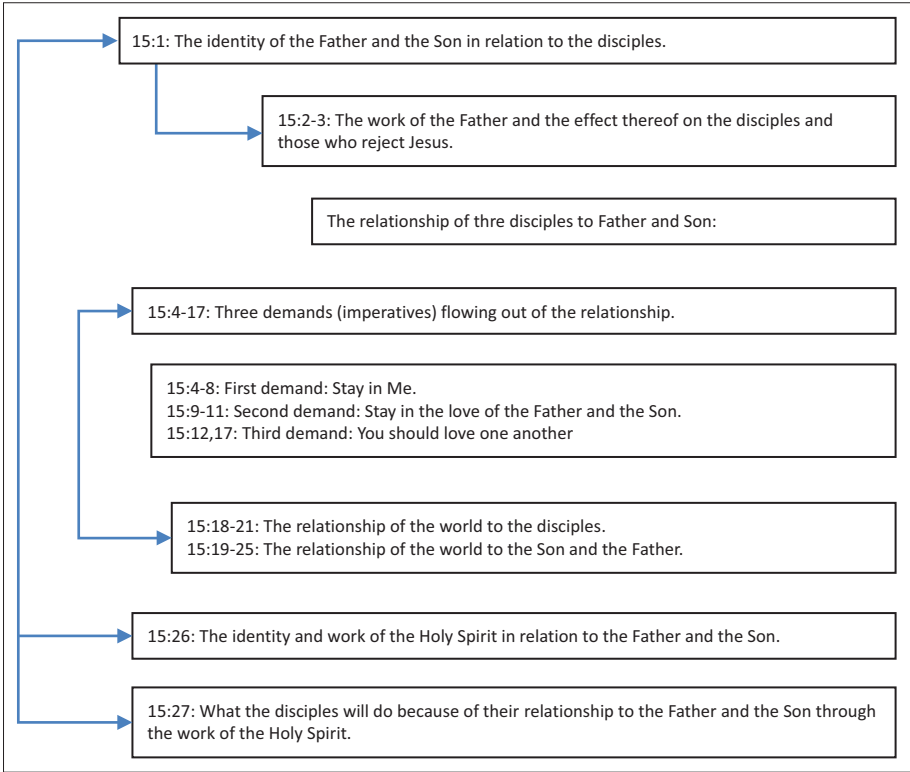 15:1: The identity of the Father and the Son in relation to the disciples.
15:2-3: The work of the Father and the effect thereof on the disciples and
those who reject Jesus.
The relationship of thre disciples to Father and Son:
15:4-17: Three demands (imperatives) flowing out of the relationship.
15:4-8: First demand: Stay in Me.
15:9-11: Second demand: Stay in the love of the Father and the Son.
15:12,17: Third demand: You should love one another
15:18-21: The relationship of the world to the disciples.
15:19-25: The relationship of the world to the Son and the Father.
15:26: The identity and work of the Holy Spirit in relation to the Father and the Son.
15:27: What the disciples will do because of their relationship to the Father and the Son through
the work of the Holy Spirit.